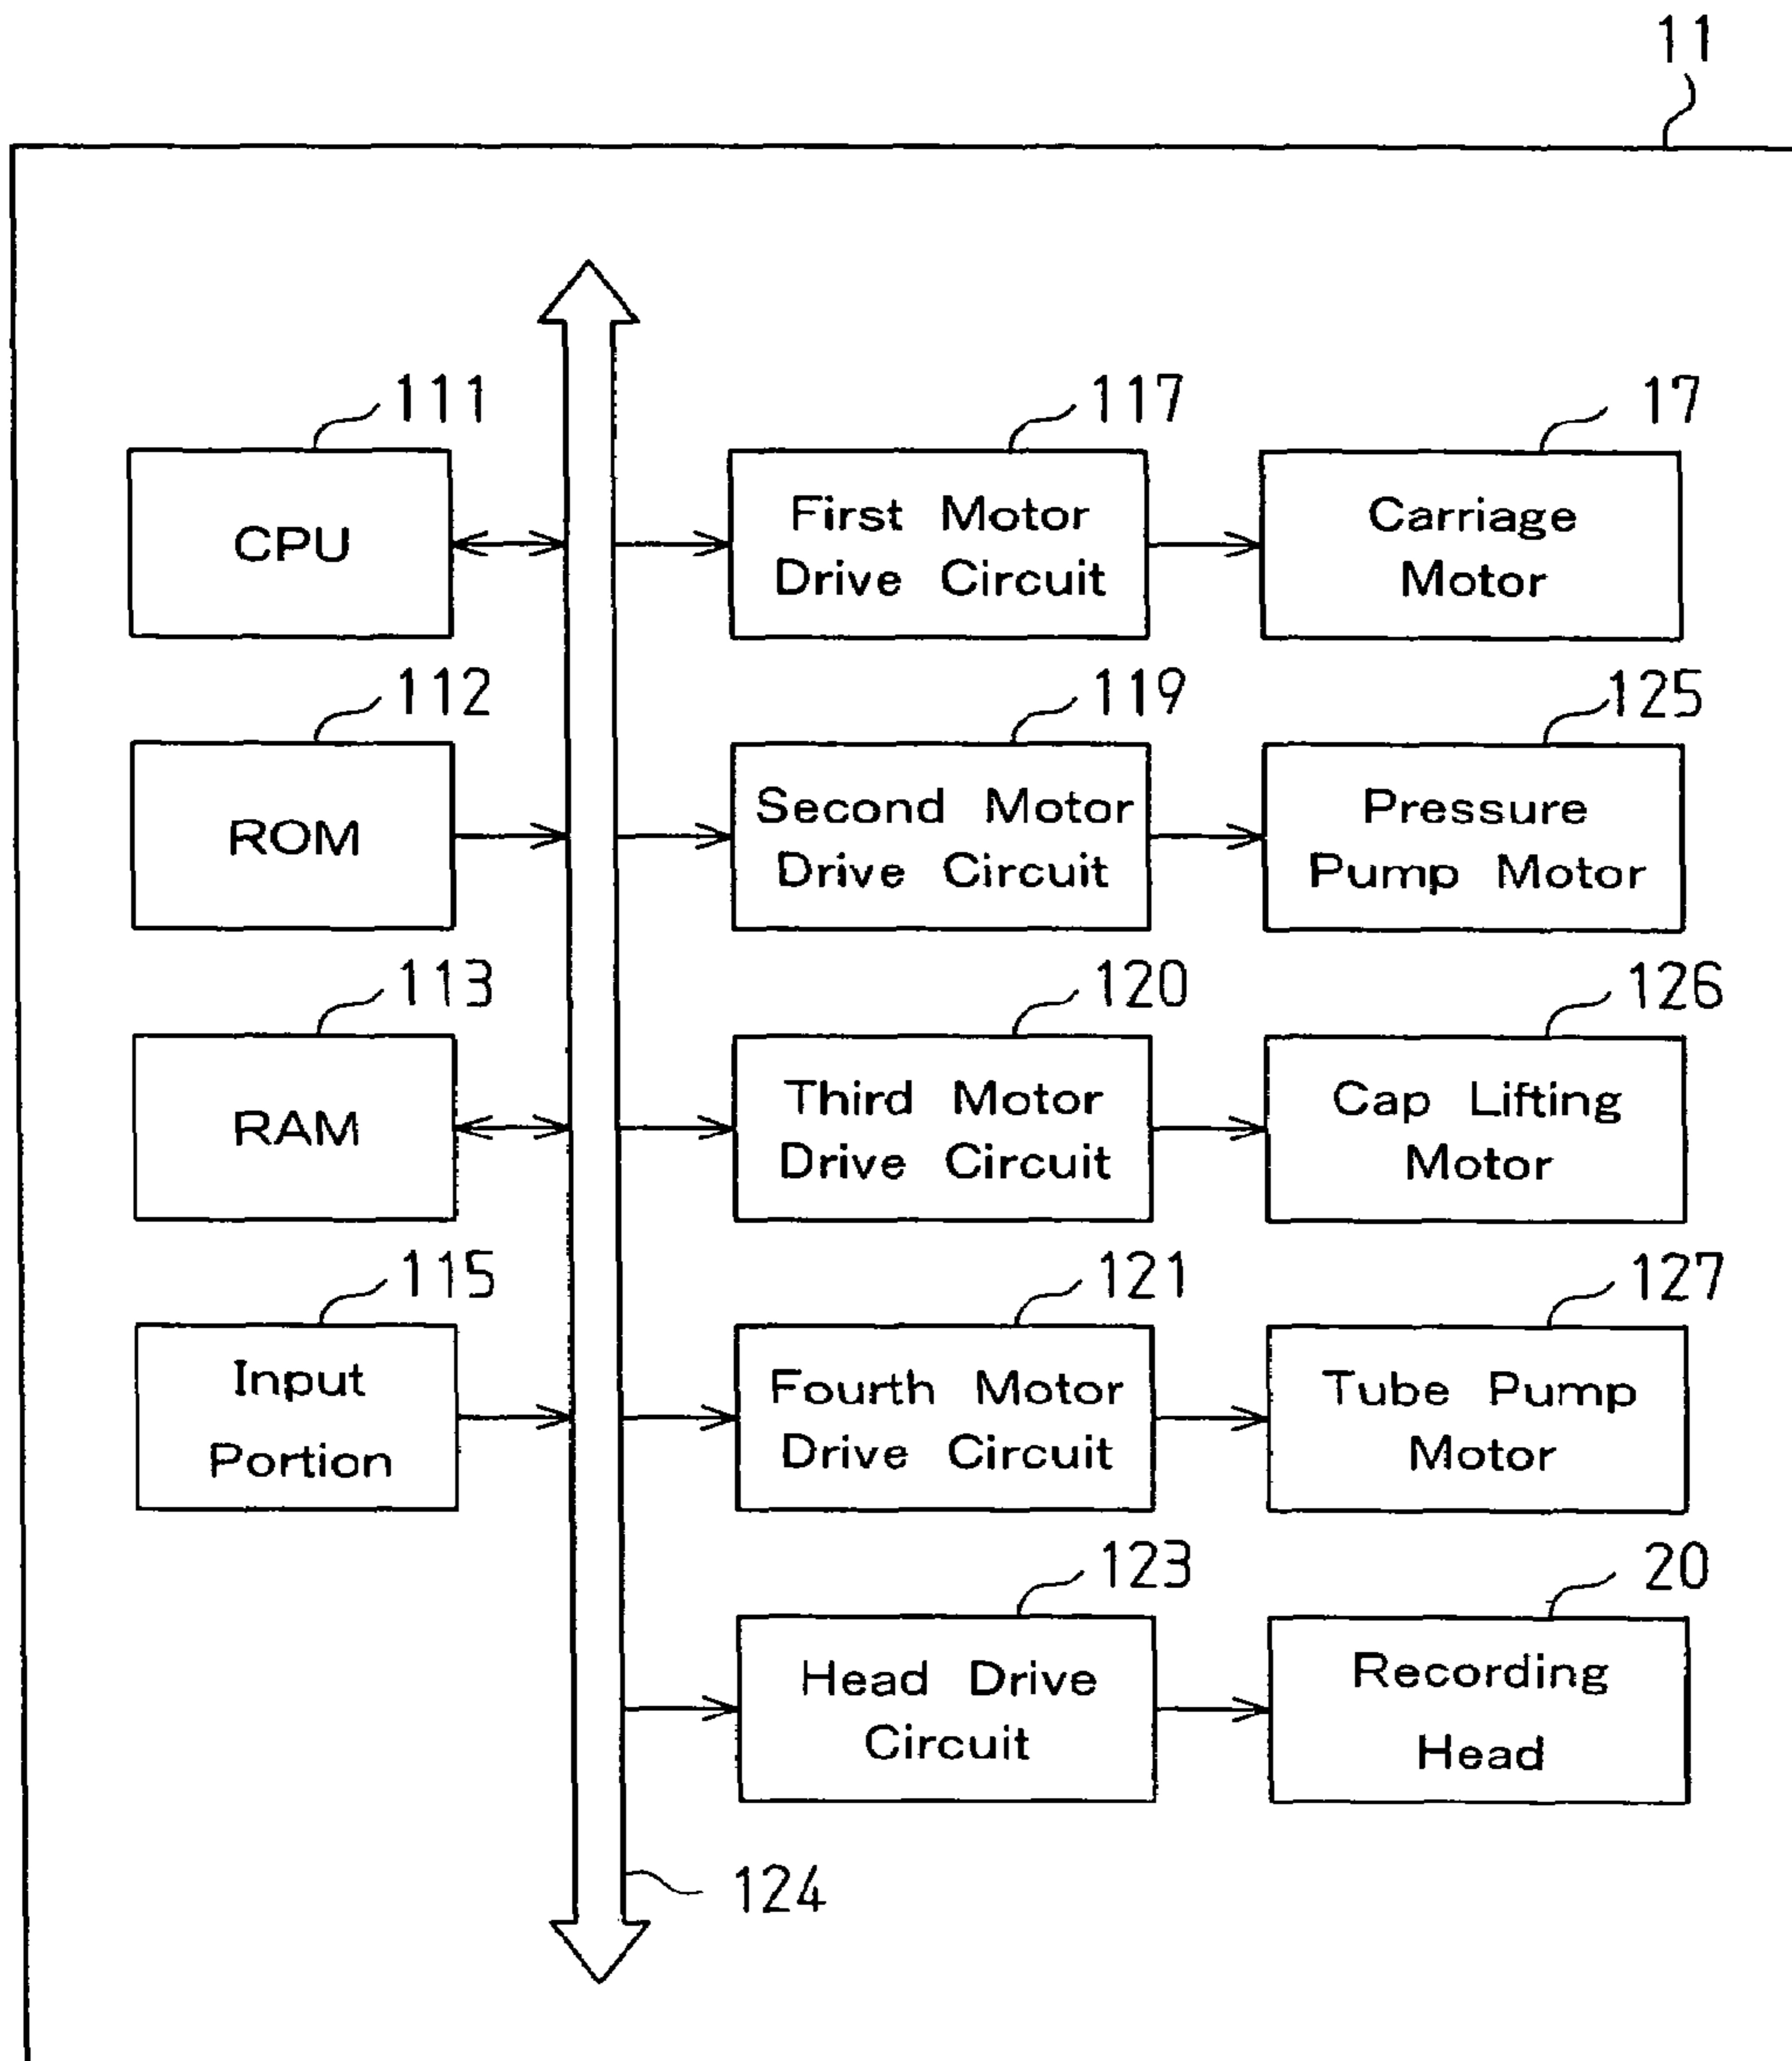 11
111
CPU
117
First Motor
Drive Circuit
17
Carriage
Motor
112
ROM
119
Second Motor
Drive Circuit
125
Pressure
Pump Motor
113
RAM
120
Third Motor
Drive Circuit
126
Cap Lifting
Motor
115
Input
Portion
121
Fourth Motor
Drive Circuit
127
Tube Pump
Motor
123
Head Drive
Circuit
20
Recording
Head
124